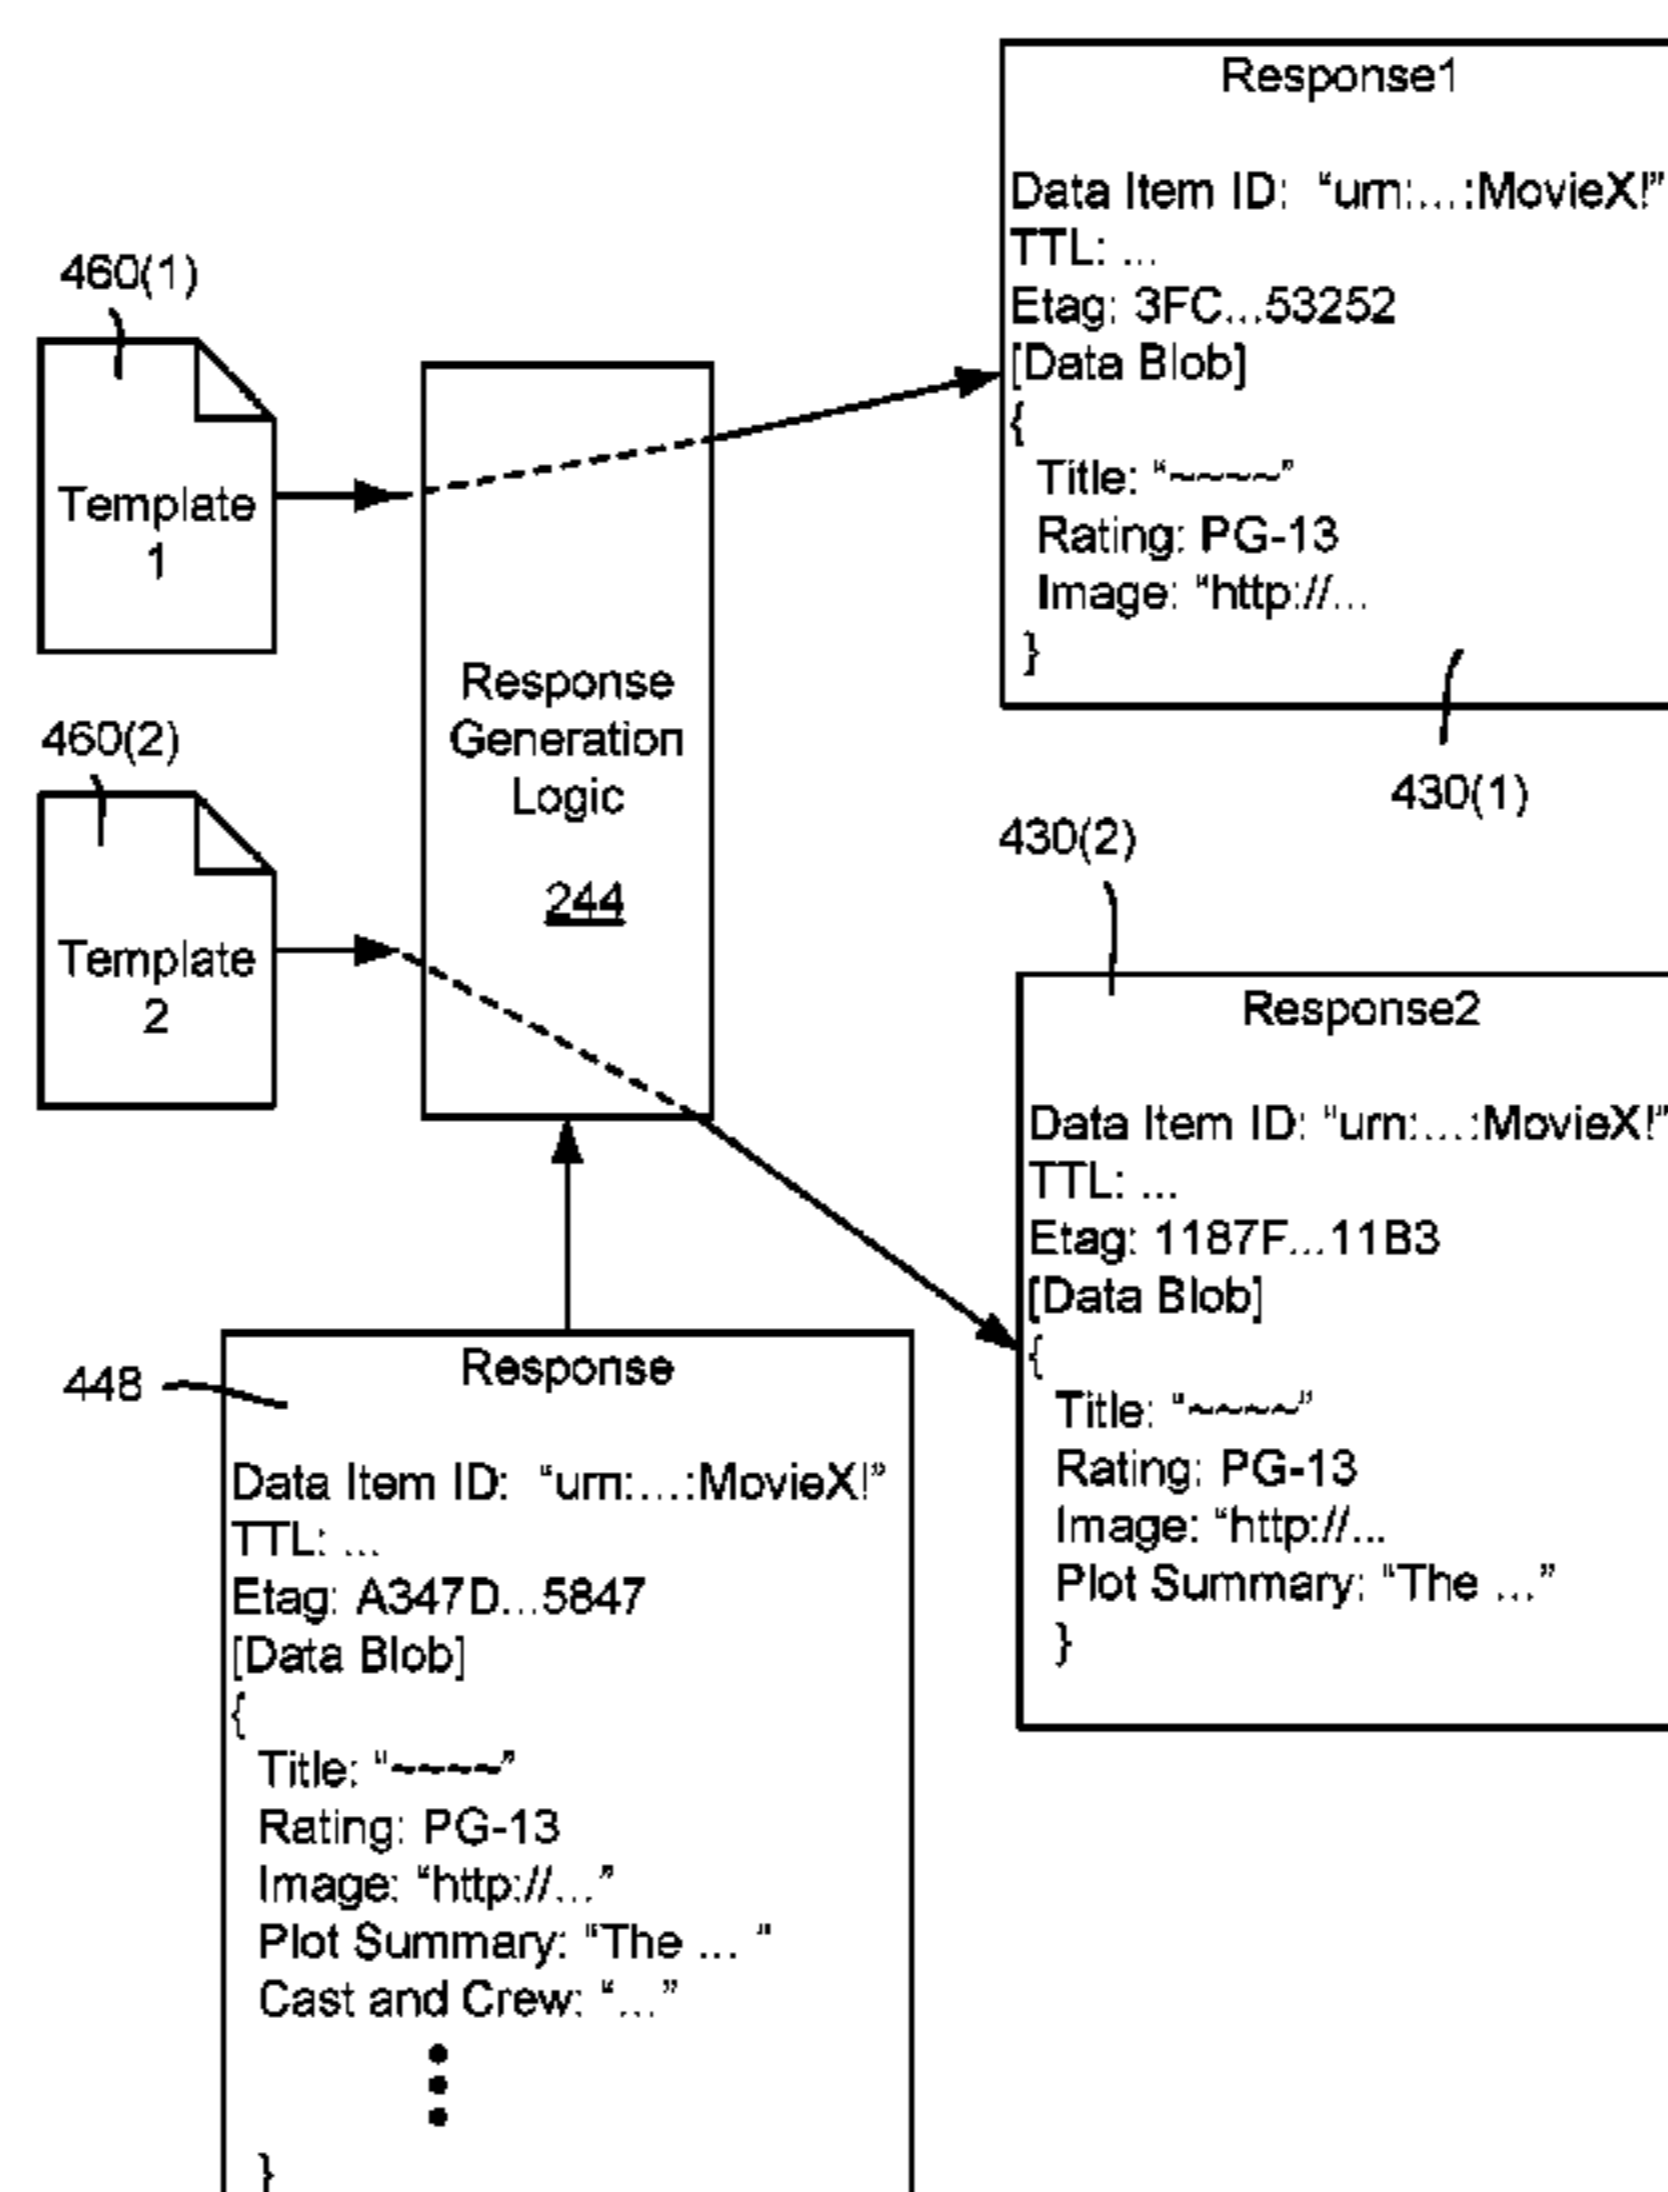 Response1
Data Item ID: “urn:...:MovieX!”
TTL: ...
Etag: 3FC...53252
[Data Blob]
{
Title: “~~~~”
Rating: PG-13
Image: “http://...
}
430(1)
460(1)
Template
1
460(2)
Template
2
Response
Generation
Logic
244
430(2)
Response2
Data Item ID: “urn:...:MovieX!”
TTL: ...
Etag: 1187F...11B3
[Data Blob]
{
Title: “~~~~”
Rating: PG-13
Image: “http://...
Plot Summary: “The ...”
}
448
Response
Data Item ID: “urn:...:MovieX!”
TTL: ...
Etag: A347D...5847
[Data Blob]
{
Title: “~~~~”
Rating: PG-13
Image: “http://...”
Plot Summary: “The ... ”
Cast and Crew: “...”
}